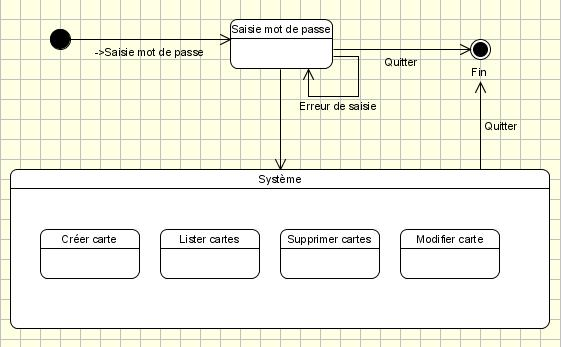 Saisie mot de passe
->Saisie mot de passe
Quitter
Fin
Erreur de saisie
Quitter
Système
Créer carte
Lister cartes
Supprimer cartes
Modifier carte